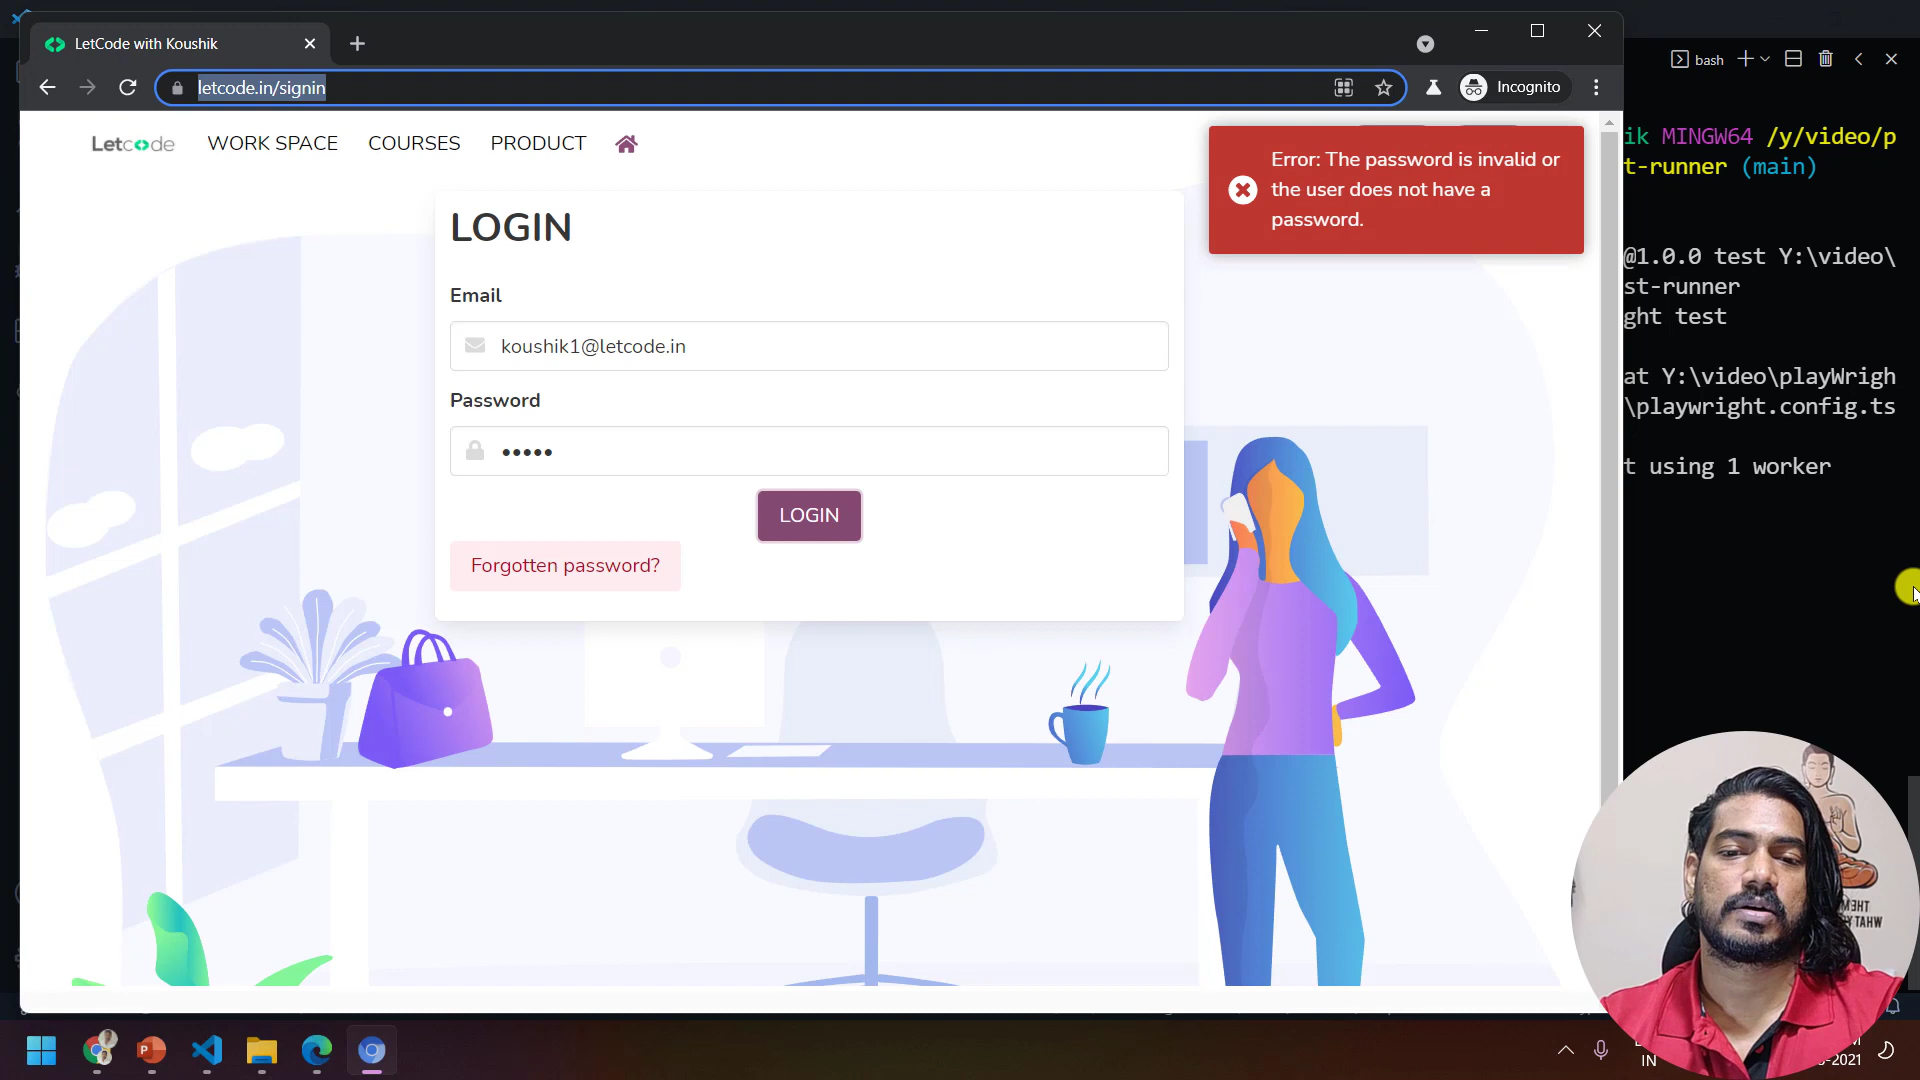 LetCode with Koushik
letcode.in/signin
Incognito
Letcode
WORK SPACE
COURSES
PRODUCT
Error: The password is invalid or
the user does not have a
password.
LOGIN
Email
koushik1@letcode.in
Password
•••••
LOGIN
Forgotten password?
bash
ik MINGW64 /y/video/p
t-runner (main)
@1.0.0 test Y:\video\
st-runner
ght test
at Y:\video\playWrigh
\playwright.config.ts
t using 1 worker
THEM
WHAT Y
IN
-2021